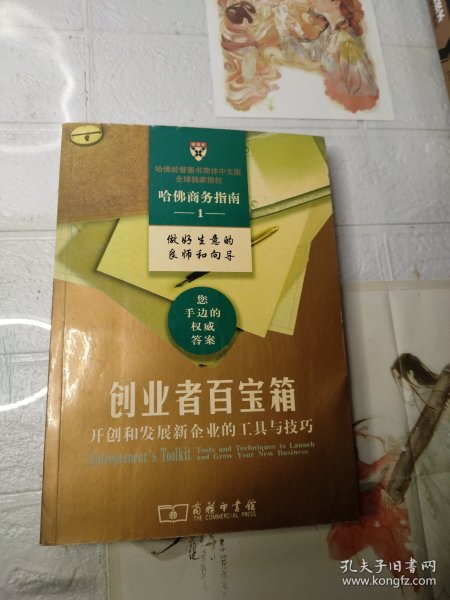 哈佛经管图书简体中文版
全球独家授权
哈佛商务指南
1
做好生意的
良师和向导
您
手边的
权威
答案
创业者百宝箱
开创和发展新企业的工具与技巧
Entrepreneur's Toolkit Tools and Techniques to Launch
and Grow Your New Business
商务印书馆
The Commercial Press
孔夫子旧书网
www.kongfz.com